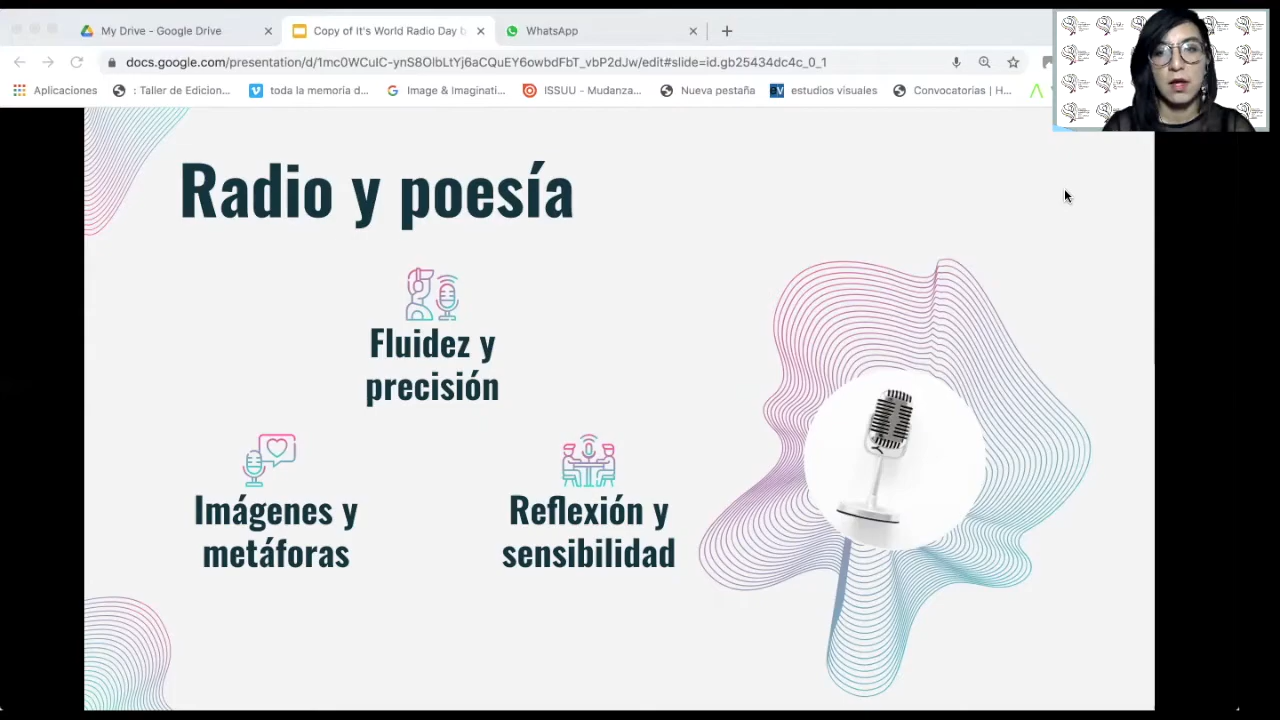 My Drive - Google Drive
Copy of It's World Radio Day b
WhatsApp
docs.google.com/presentation/d/1mc0WCuIC-ynS8OlbLtYj6aCQuEY6owbdFbT_vbP2dJw/edit#slide=id.gb25434dc4c_0_1
Aplicaciones
: Taller de Edicion...
toda la memoria d...
Image & Imaginati...
ISSUU - Mudanza...
Nueva pestaña
eV estudios visuales
Convocatorias | H...
Radio y poesía
Fluidez y
precisión
Imágenes y
metáforas
Reflexión y
sensibilidad